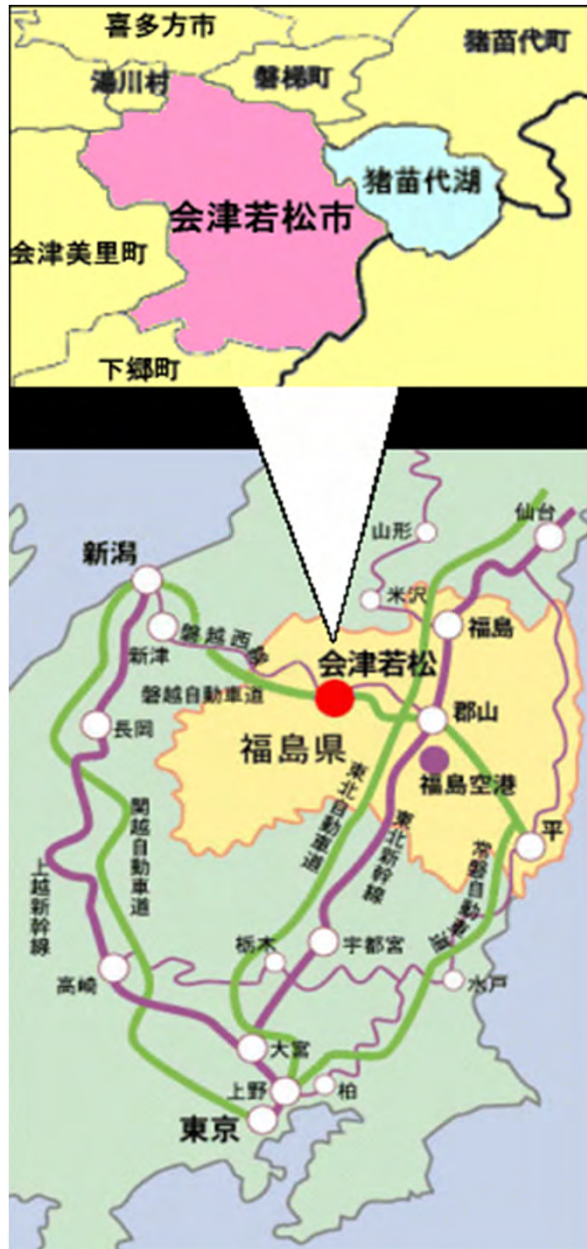 喜多方市
猪苗代町
湯川村
磐梯町
猪苗代湖
会津若松市
会津美里町
下郷町
仙台
山形
新潟
米沢
福島
磐越西線
新津
会津若松
磐越自動車道
長岡
郡山
福島県
福島空港
東北自動車道
東北新幹線
平
関越自動車道
常磐自動車道
上越新幹線
栃木
宇都宮
高崎
水戸
大宮
上野
柏
東京